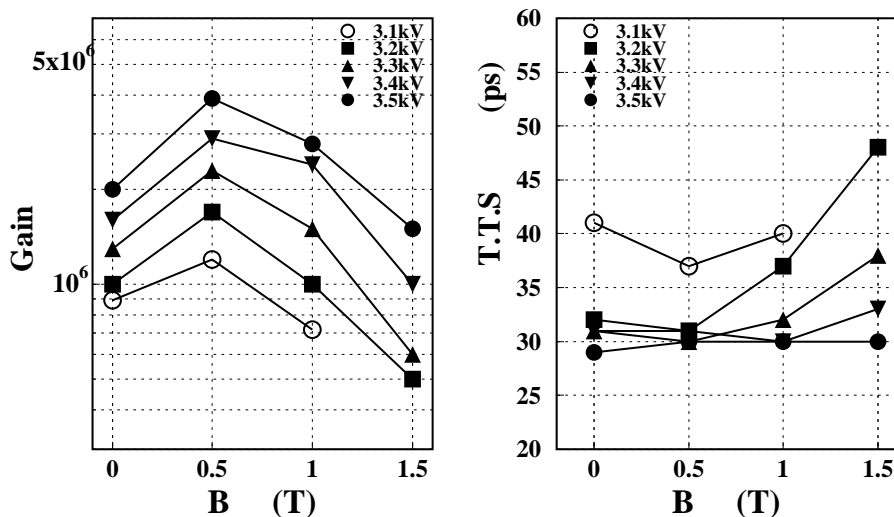 3.1kV
3.2kV
3.3kV
3.4kV
3.5kV
5x10⁶
10⁶
Gain
0 0.5 1 1.5
B (T)
3.1kV
3.2kV
3.3kV
3.4kV
3.5kV
60
55
50
45
40
35
30
25
20
T.T.S (ps)
0 0.5 1 1.5
B (T)